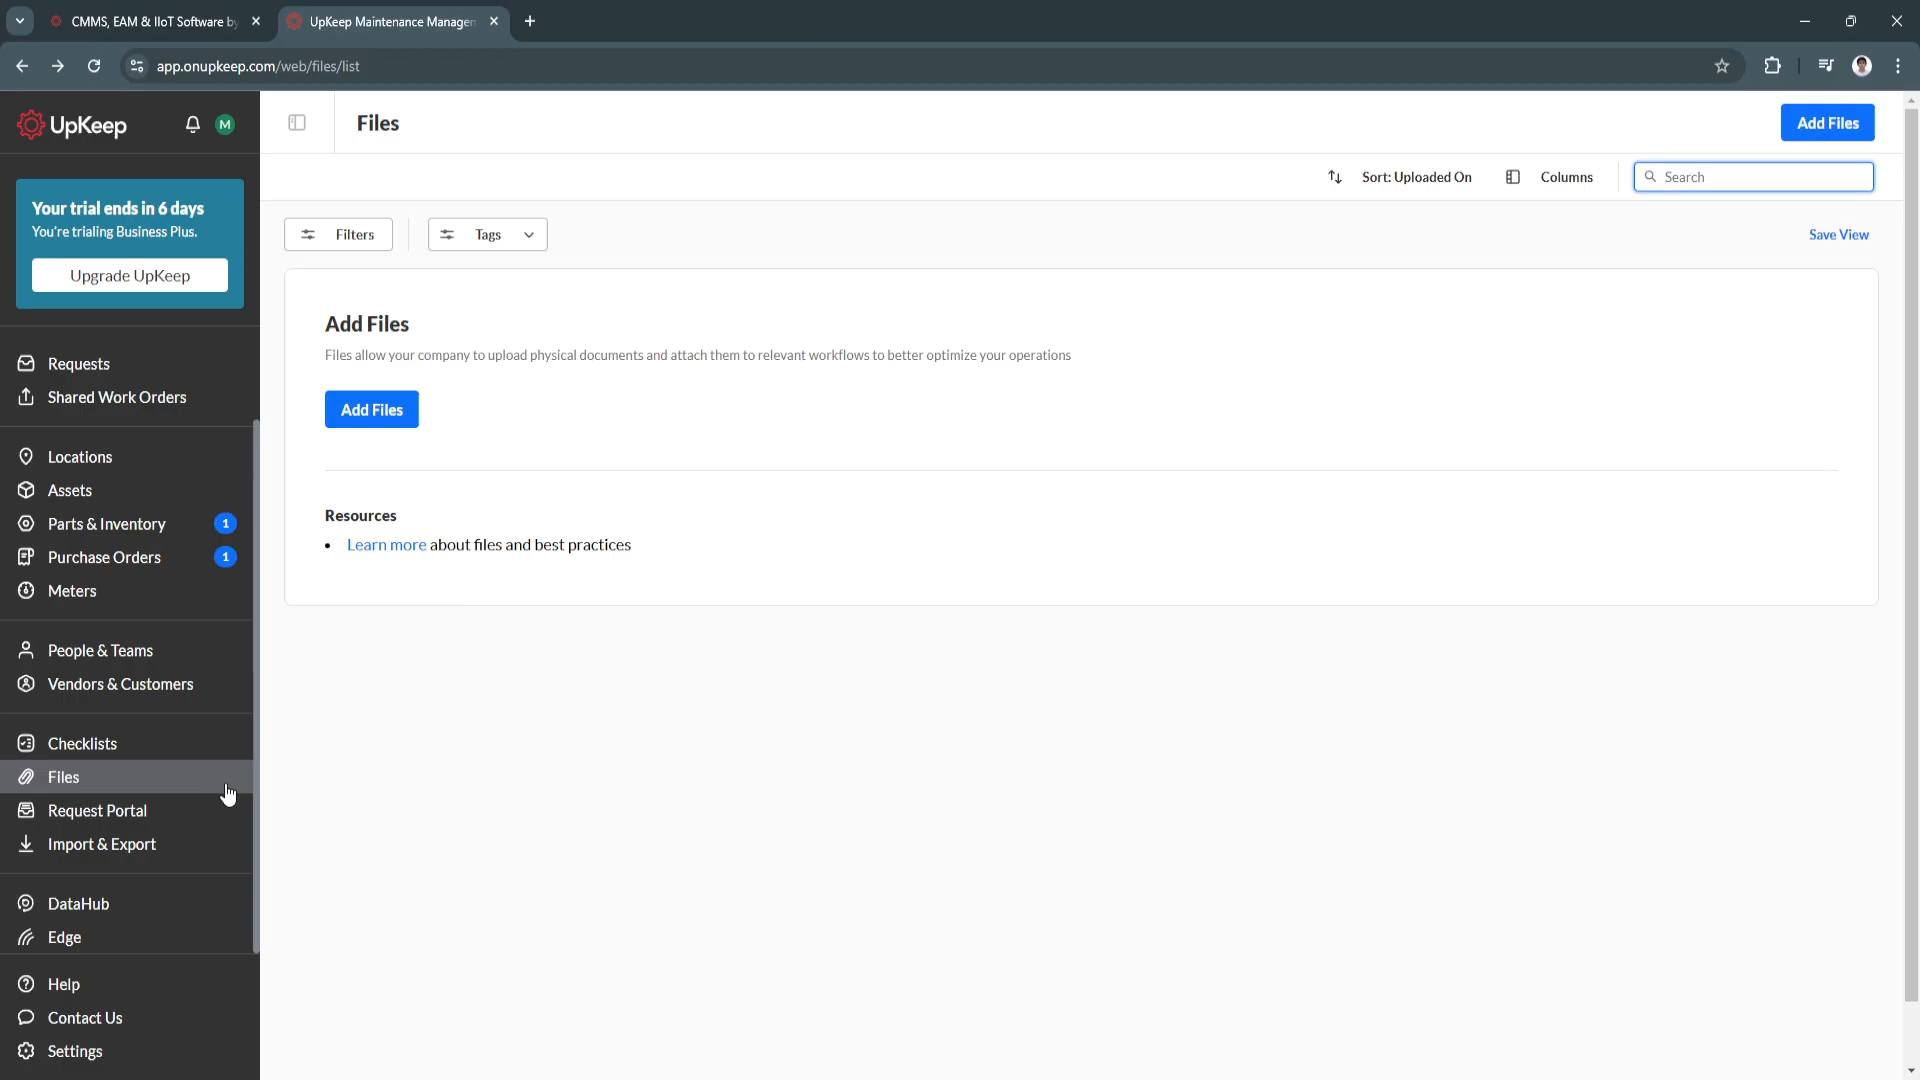 CMMS, EAM & IIoT Software by
UpKeep Maintenance Managem
app.onupkeep.com/web/files/list
UpKeep
M
Files
Add Files
Sort: Uploaded On
Columns
Search
Your trial ends in 6 days
You're trialing Business Plus.
Upgrade UpKeep
Filters
Tags
Save View
Add Files
Files allow your company to upload physical documents and attach them to relevant workflows to better optimize your operations
Add Files
Resources
• Learn more about files and best practices
Requests
Shared Work Orders
Locations
Assets
Parts & Inventory 1
Purchase Orders 1
Meters
People & Teams
Vendors & Customers
Checklists
Files
Request Portal
Import & Export
DataHub
Edge
Help
Contact Us
Settings